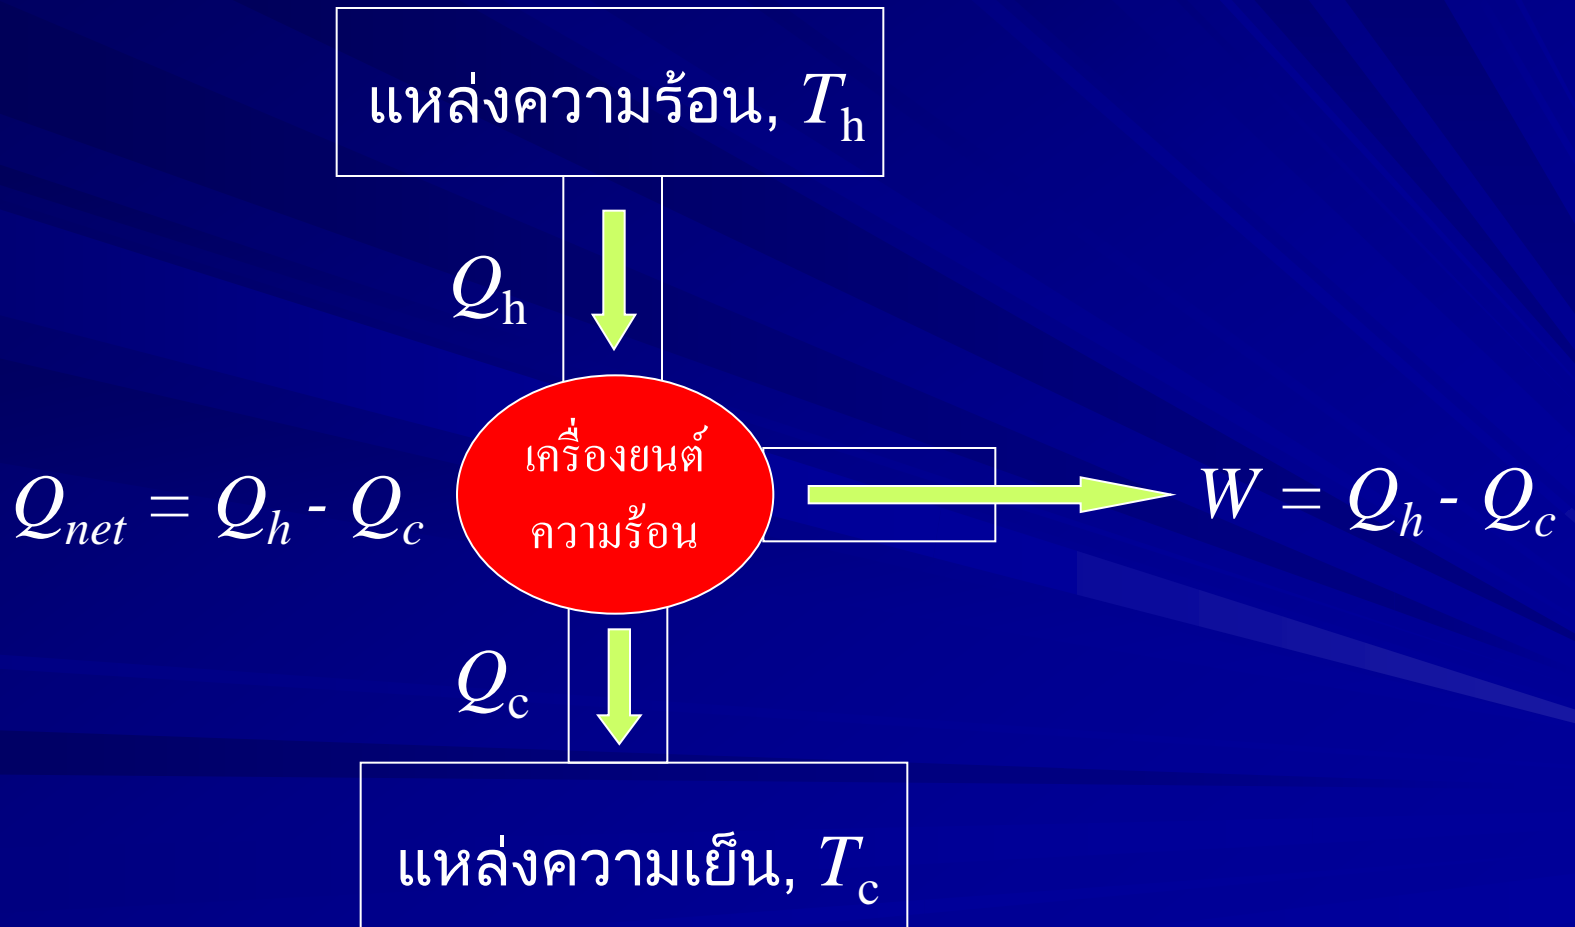 แหล่งความร้อน, Th
Qh
เครื่องยนต์
ความร้อน
Qnet = Qh - Qc
W = Qh - Qc
Qc
แหล่งความเย็น, Tc